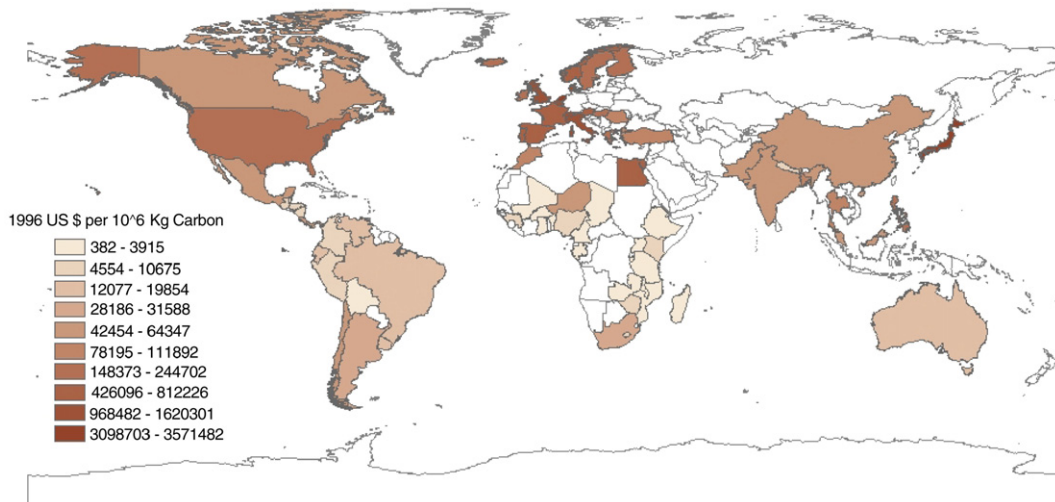 1996 US $ per 10^6 Kg Carbon
382 - 3915
4554 - 10675
12077 - 19854
28186 - 31588
42454 - 64347
78195 - 111892
148373 - 244702
426096 - 812226
968482 - 1620301
3098703 - 3571482